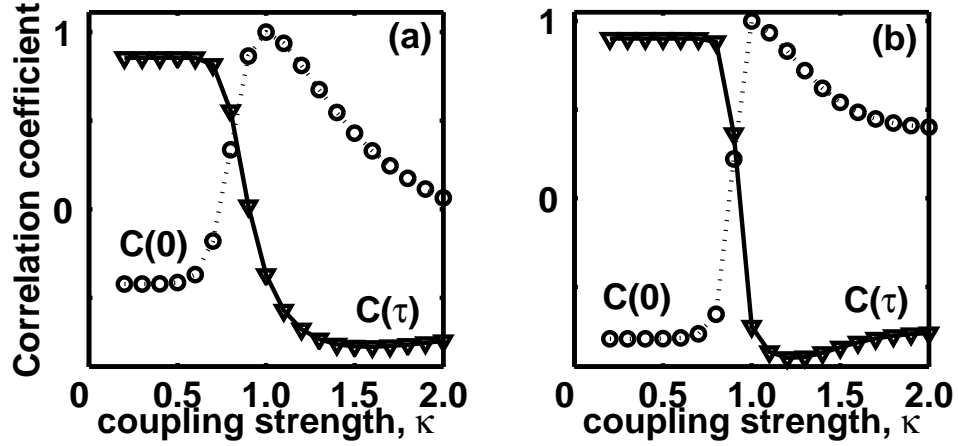 Correlation coefficient
1
0
(a)
C(0)
C(τ)
0 0.5 1.0 1.5 2.0
coupling strength, κ
1
0
(b)
C(0)
C(τ)
0 0.5 1.0 1.5 2.0
coupling strength, κ